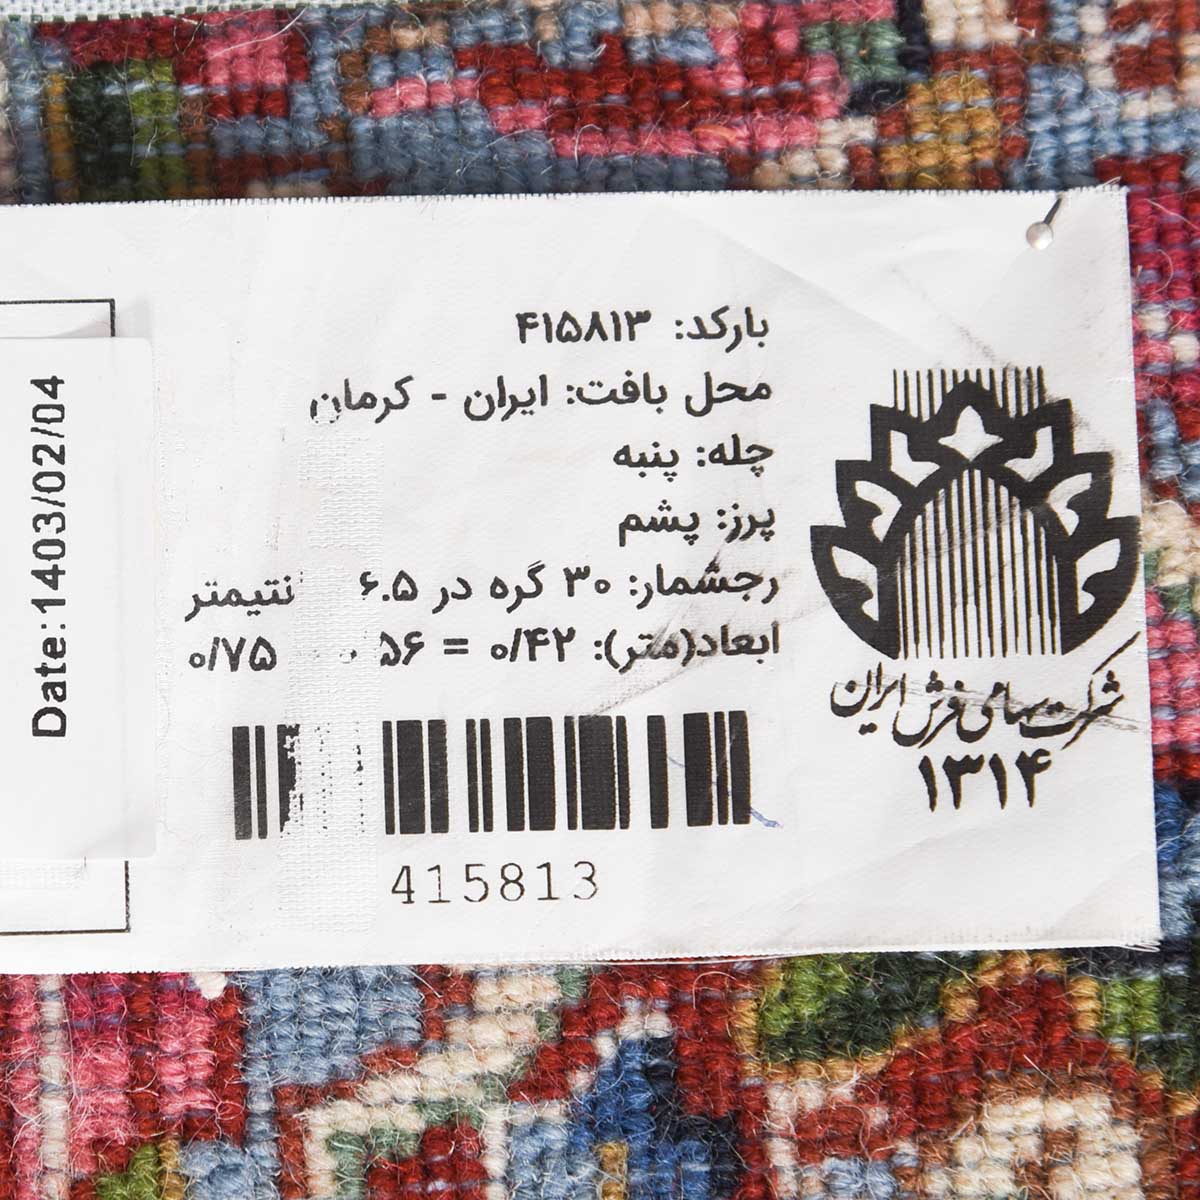 بارکد: ۴۱۵۸۱۳
محل بافت: ایران - کرمان
چله: پنبه
پرز: پشم
رجشمار: ۳۰ گره در ۶.۵ نتیمتر
ابعاد(متر): ۰/۴۲ = ۵۶ ۰/۷۵
415813
شرکت سهامی فرش ایران
۱۳۱۴
Date:1403/02/04